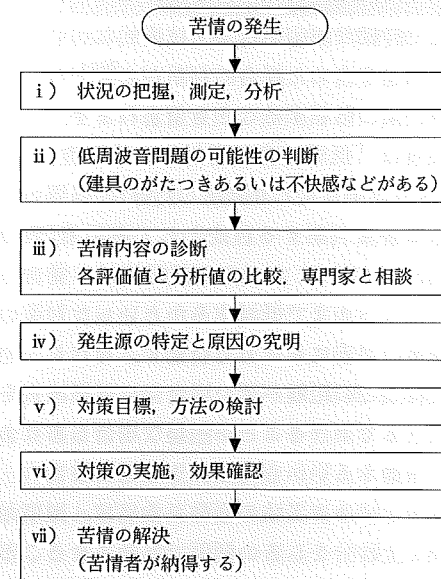 苦情の発生
ⅰ) 状況の把握，測定，分析
ⅱ) 低周波音問題の可能性の判断
(建具のがたつきあるいは不快感などがある)
ⅲ) 苦情内容の診断
各評価値と分析値の比較，専門家と相談
ⅳ) 発生源の特定と原因の究明
ⅴ) 対策目標，方法の検討
ⅵ) 対策の実施，効果確認
ⅶ) 苦情の解決
(苦情者が納得する)